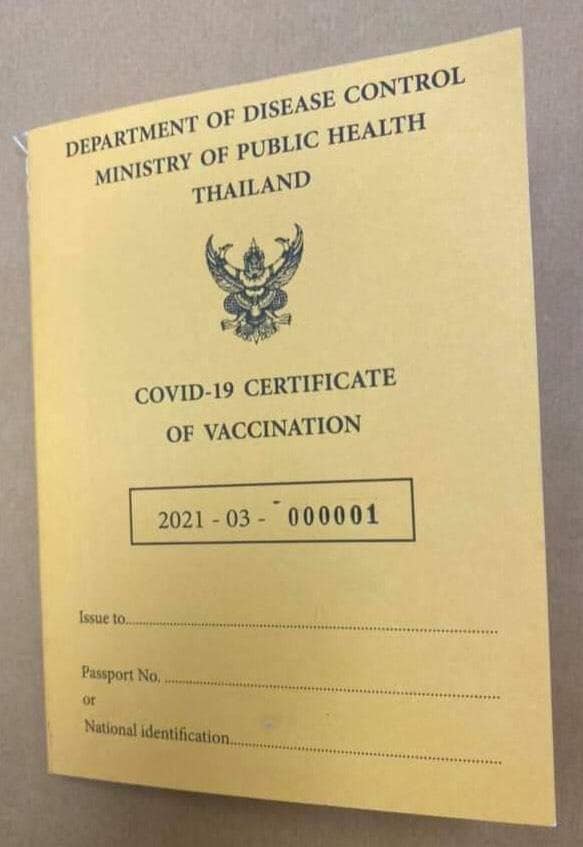 DEPARTMENT OF DISEASE CONTROL
MINISTRY OF PUBLIC HEALTH
THAILAND
COVID-19 CERTIFICATE
OF VACCINATION
2021 - 03 - 000001
Issue to
Passport No.
or
National identification